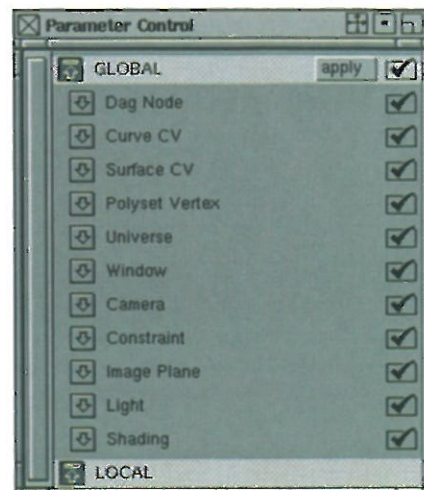 Parameter Control
GLOBAL apply
Dag Node
Curve CV
Surface CV
Polyset Vertex
Universe
Window
Camera
Constraint
Image Plane
Light
Shading
LOCAL